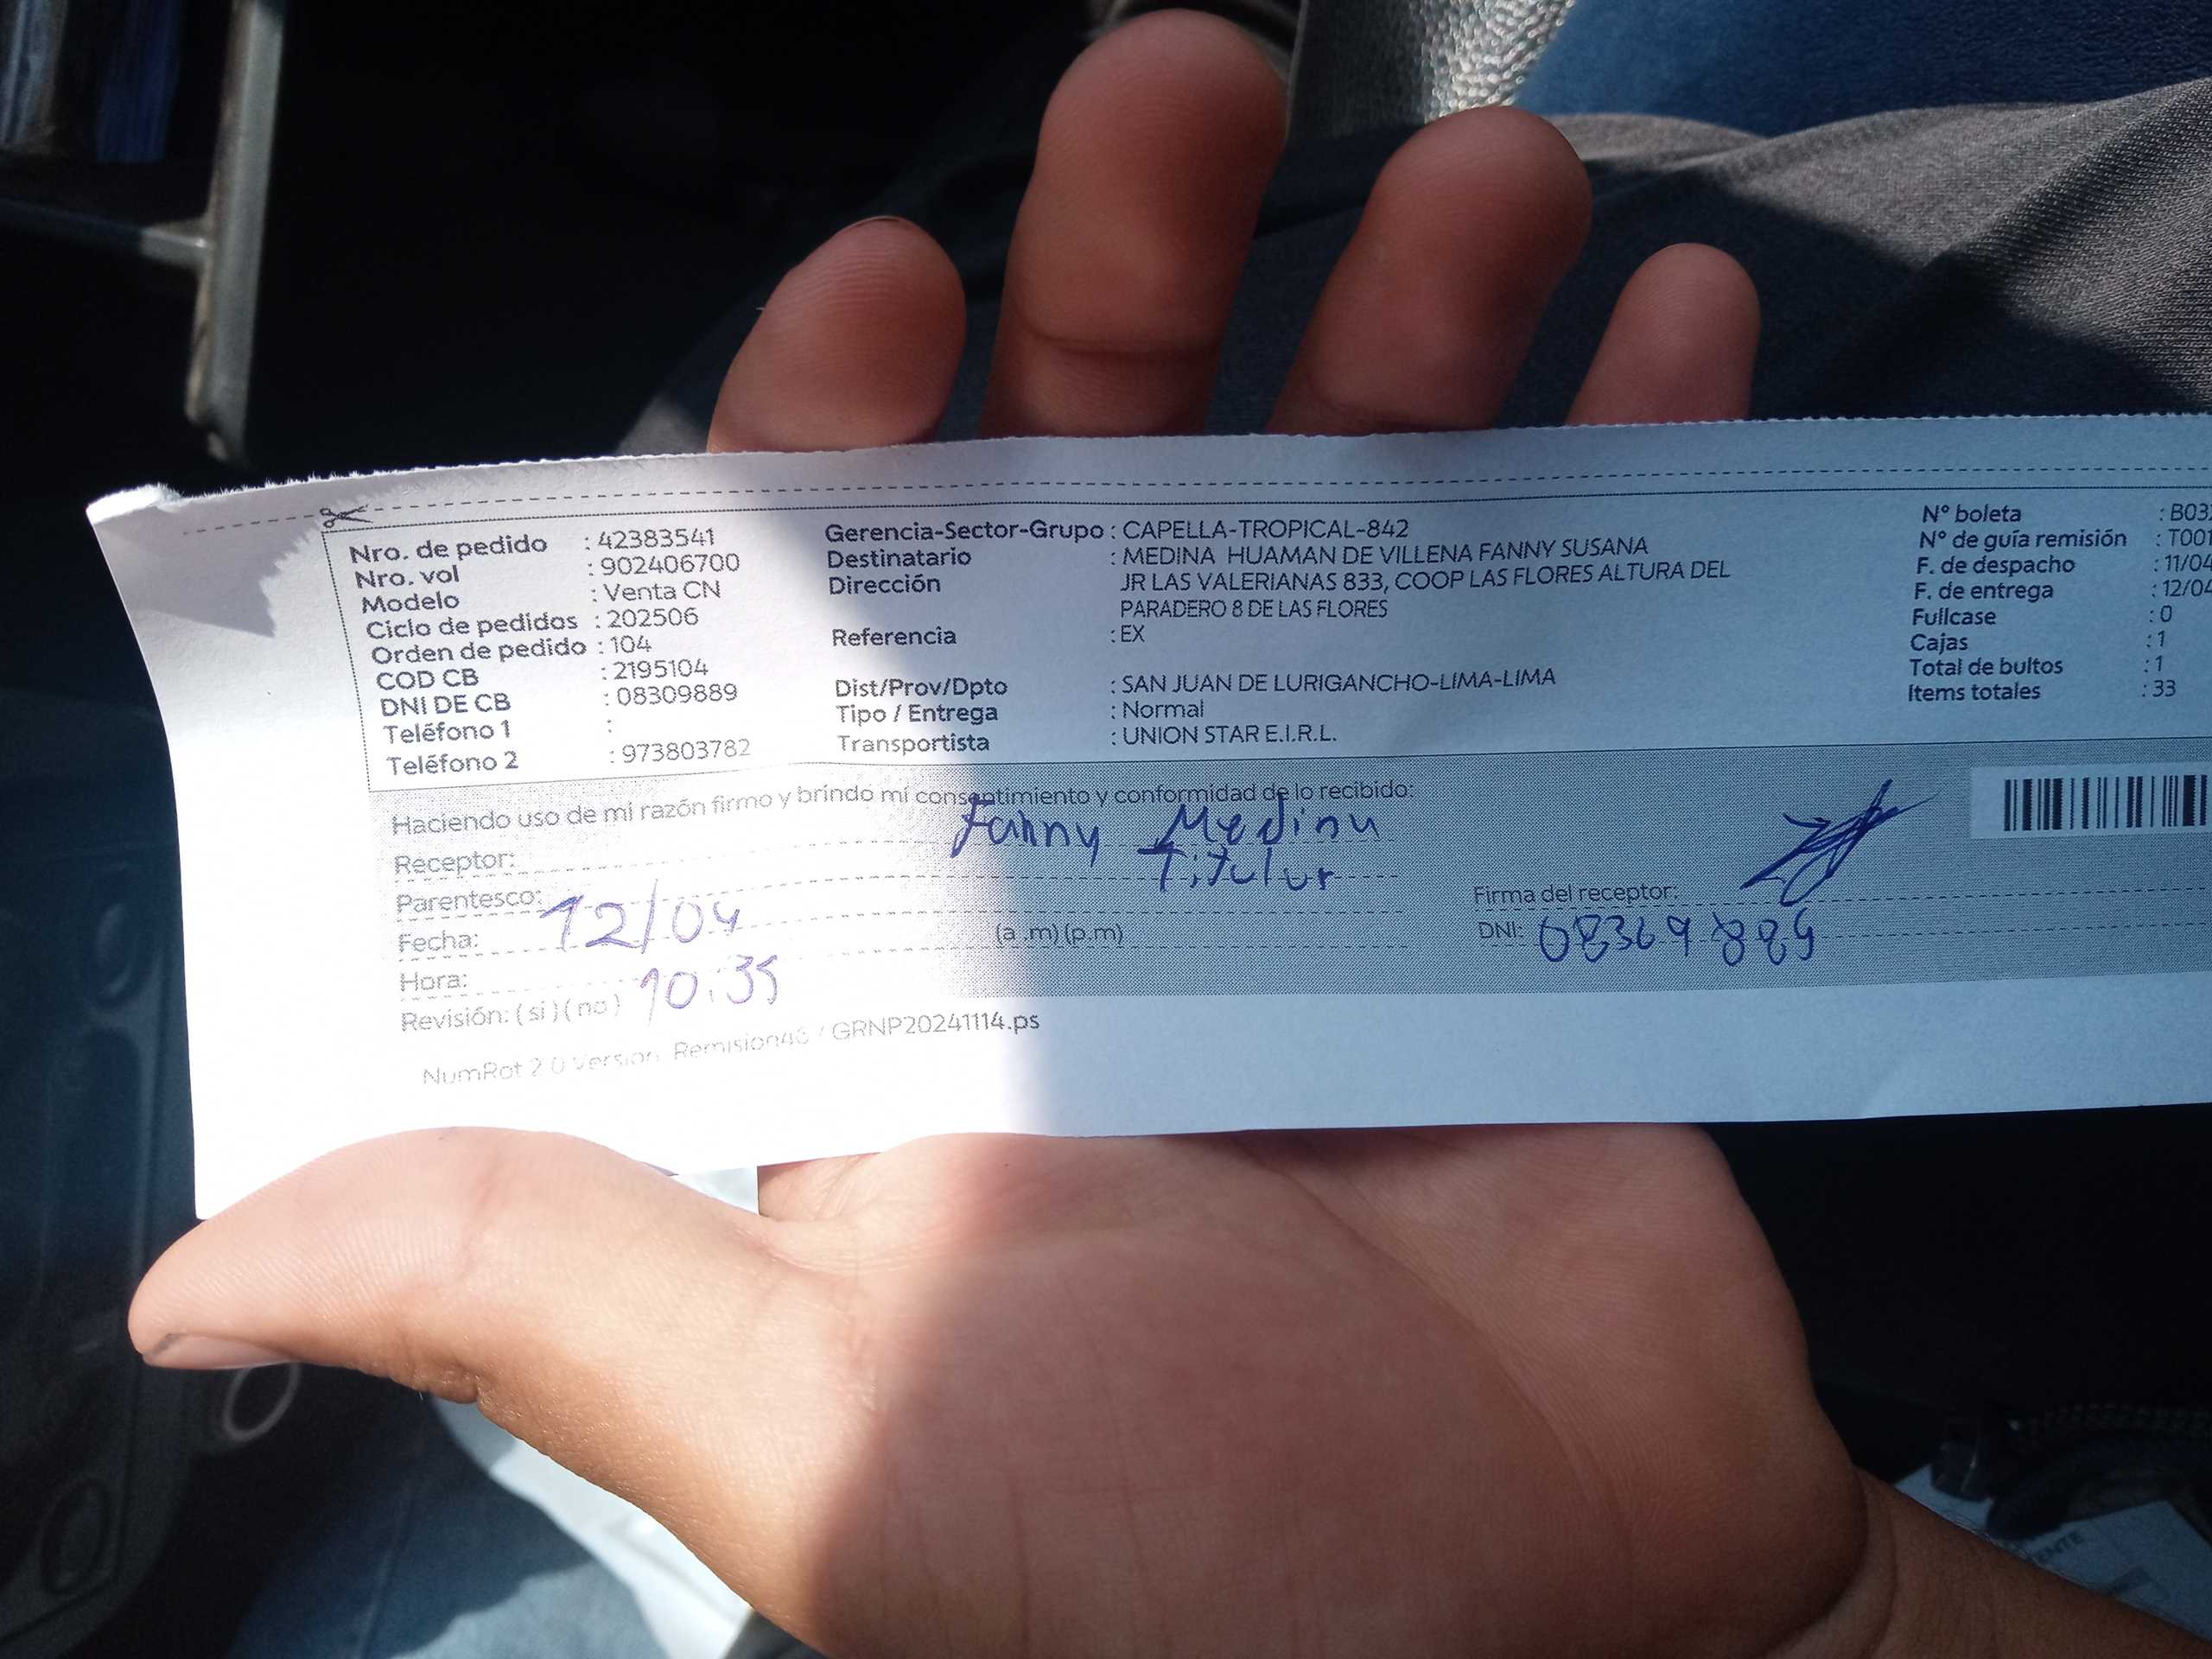 Nro. de pedido : 42383541
Nro. vol : 902406700
Modelo : Venta CN
Ciclo de pedidos : 202506
Orden de pedido : 104
COD CB : 2195104
DNI DE CB : 08309889
Teléfono 1 :
Teléfono 2 : 973803782
Gerencia-Sector-Grupo : CAPELLA-TROPICAL-842
Destinatario : MEDINA HUAMAN DE VILLENA FANNY SUSANA
Dirección JR LAS VALERIANAS 833, COOP LAS FLORES ALTURA DEL
PARADERO 8 DE LAS FLORES
Referencia : EX
Dist/Prov/Dpto : SAN JUAN DE LURIGANCHO-LIMA-LIMA
Tipo / Entrega : Normal
Transportista : UNION STAR E.I.R.L.
N° boleta : B03
N° de guía remisión : T001
F. de despacho : 11/04
F. de entrega : 12/04
Fullcase : 0
Cajas : 1
Total de bultos : 1
Items totales : 33
Haciendo uso de mi razón firmo y brindo mi consentimiento y conformidad de lo recibido:
Receptor: Fanny Medina
Parentesco: Titular
Fecha: 12/04 (a.m)(p.m)
Hora: 10:35
Revisión: (si)(no)
Firma del receptor:
DNI: 08369889
NumRot 2.0 Version Remision46 / GRNP20241114.ps